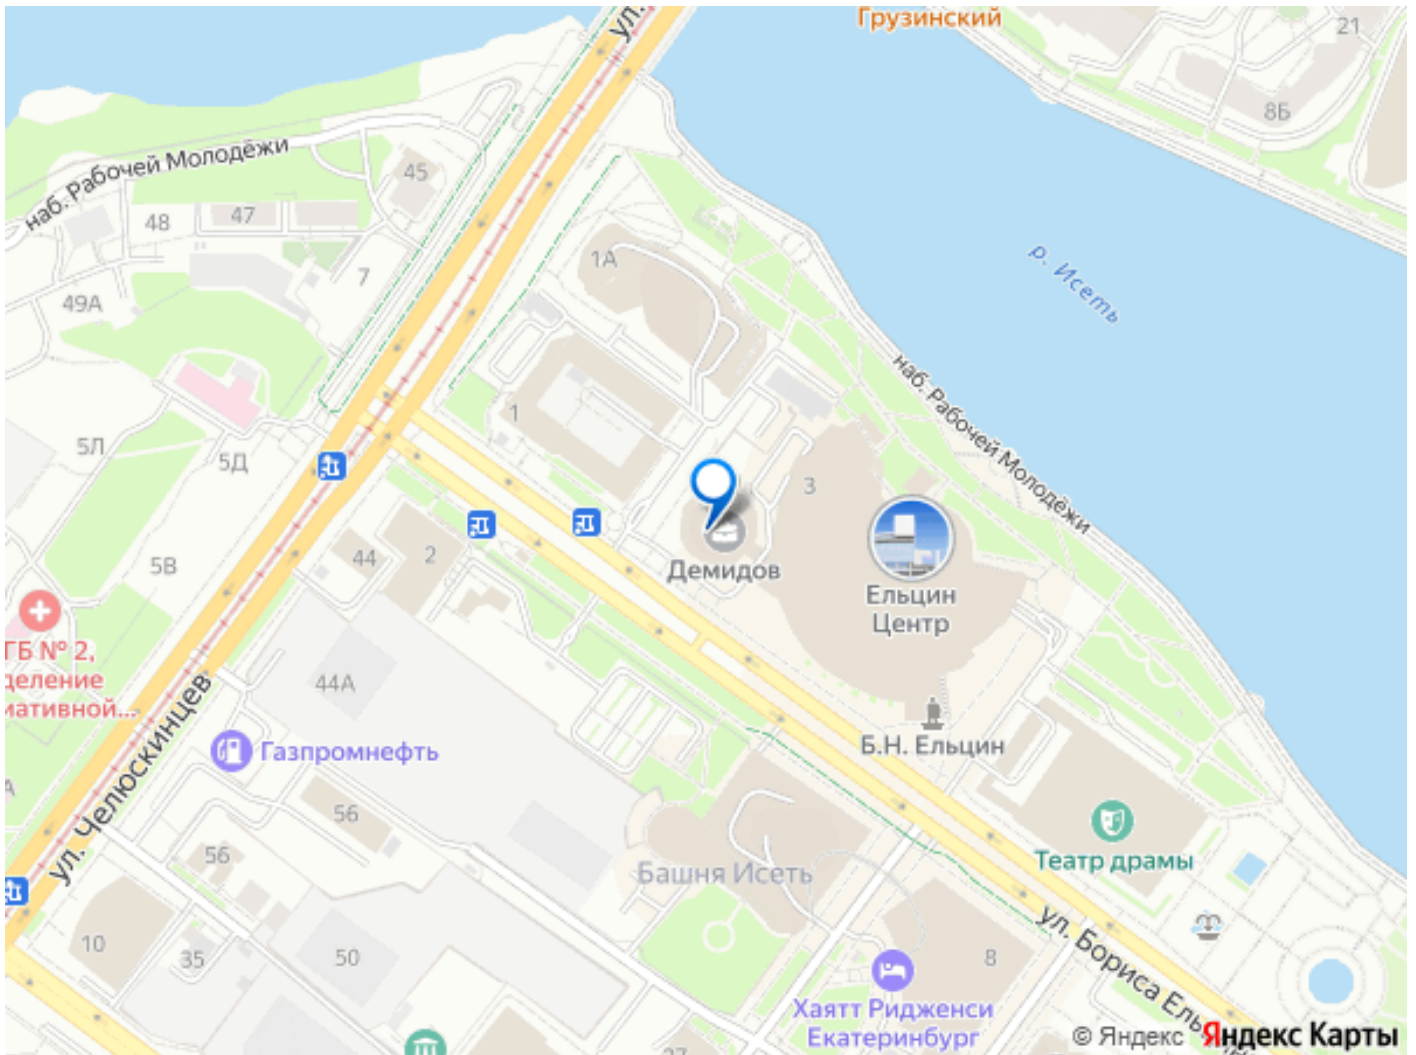 ул.
Грузинский
21
8Б
наб. Рабочей Молодёжи
45
48
47
7
49А
1А
р. Исеть
наб. Рабочей Молодёжи
1
5Л
5Д
3
5В
44
2
Демидов
Ельцин
Центр
ГБ № 2,
деление
иативной...
44А
ул. Челюскинцев
Газпромнефть
Б.Н. Ельцин
56
56
Башня Исеть
Театр драмы
10
35
50
8
ул. Бориса Ель
Хаятт Ридженси
Екатеринбург
© Яндекс Яндекс Карты